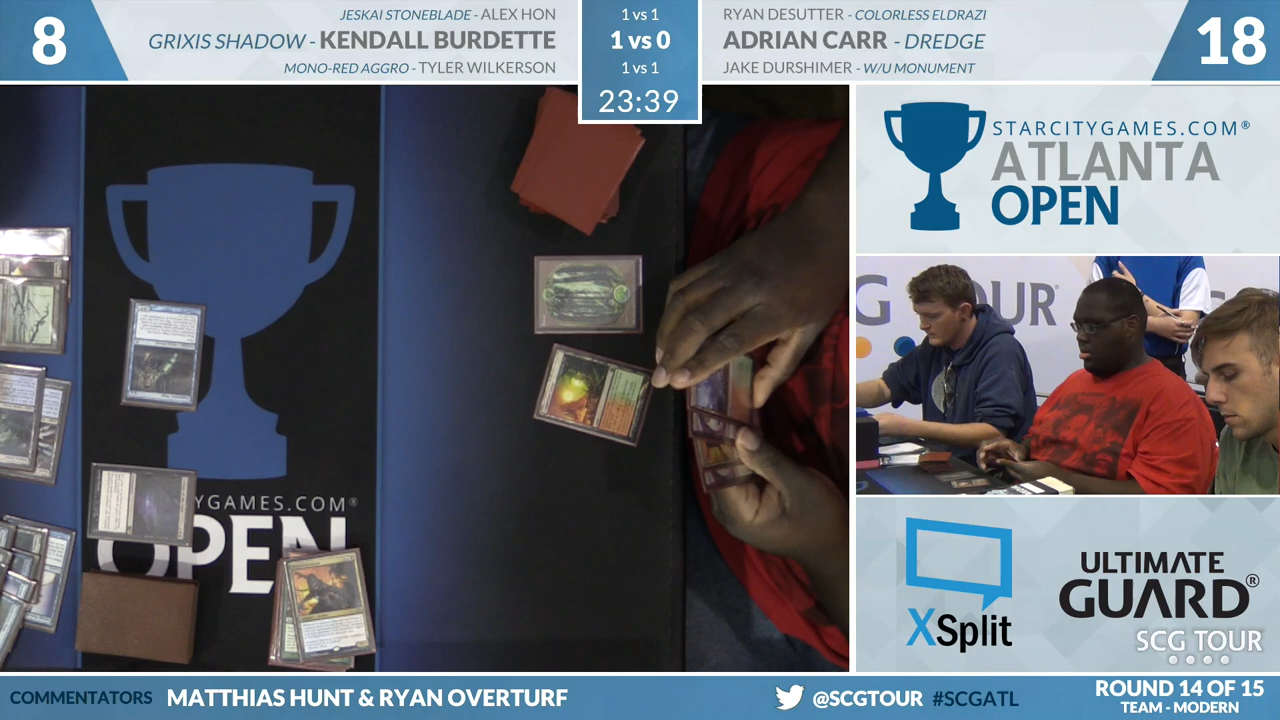 8
JESKAI STONEBLADE - ALEX HON
GRIXIS SHADOW - KENDALL BURDETTE
MONO-RED AGGRO - TYLER WILKERSON
1 vs 1
1 vs 0
1 vs 1
23:39
RYAN DESUTTER - COLORLESS ELDRAZI
ADRIAN CARR - DREDGE
JAKE DURSHIMER - W/U MONUMENT
18
STARCITYGAMES.COM®
ATLANTA
OPEN
YGAMES.COM®
OPEN
G TOUR
XSplit
ULTIMATE
GUARD®
SCG TOUR
COMMENTATORS MATTHIAS HUNT & RYAN OVERTURF
@SCGTOUR #SCGATL
ROUND 14 OF 15
TEAM - MODERN